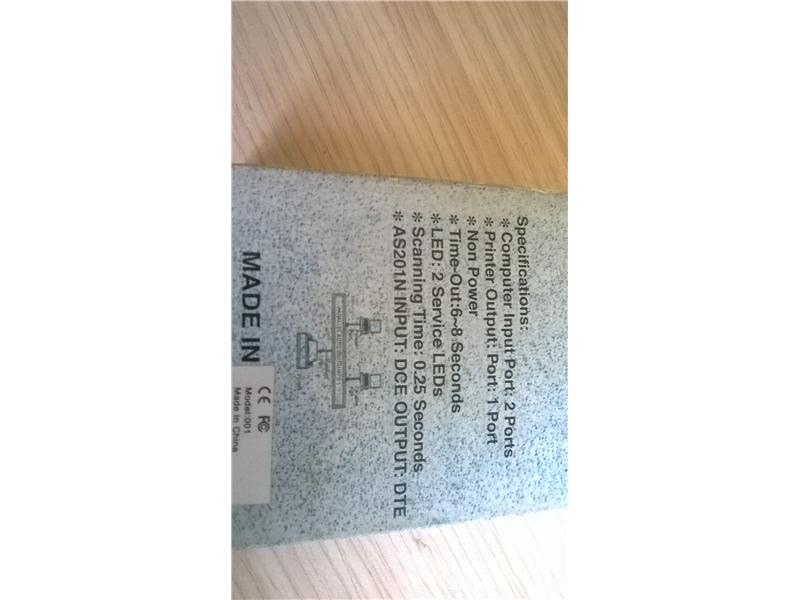 Specifications:
* Computer Input Port: 2 Ports
* Printer Output: Port: 1 Port
* Non Power
* Time-Out:6~8 Seconds
* LED: 2 Service LEDs
* Scanning Time: 0.25 Seconds
* AS201N INPUT: DCE OUTPUT: DTE
MADE IN
CE FC
Model:001
Made In China